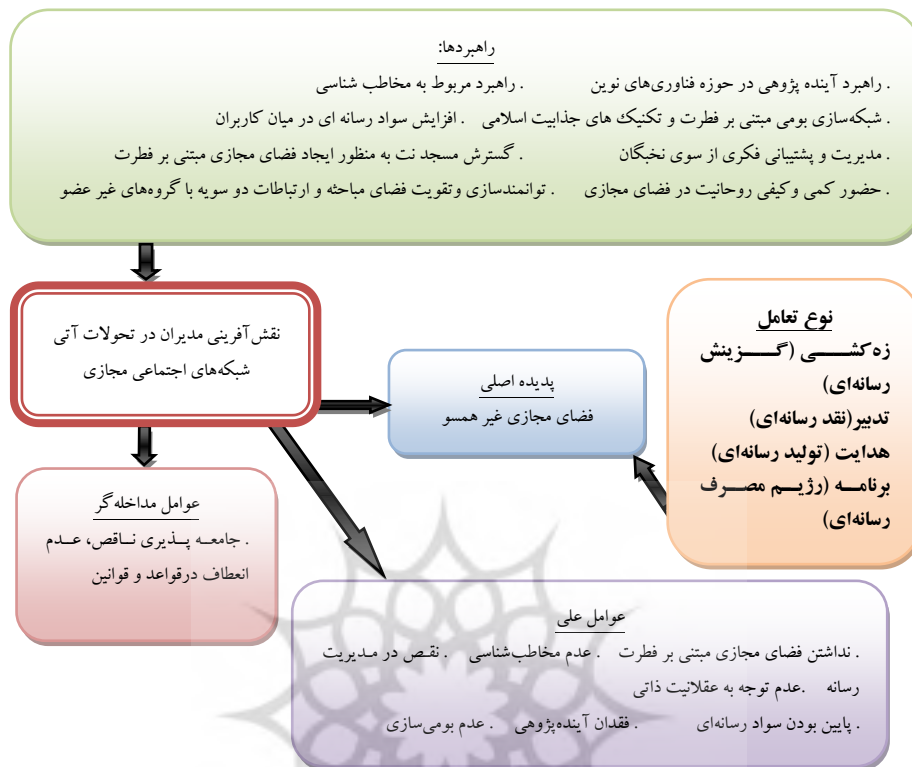 راهبردها:
. راهبرد آینده پژوهی در حوزه فناوری‌های نوین . راهبرد مربوط به مخاطب شناسی
. شبکه‌سازی بومی مبتنی بر فطرت و تکنیک های جذابیت اسلامی . افزایش سواد رسانه ای در میان کاربران
. مدیریت و پشتیبانی فکری از سوی نخبگان . گسترش مسجد نت به منظور ایجاد فضای مجازی مبتنی بر فطرت
. حضور کمی وکیفی روحانیت در فضای مجازی . توانمندسازی وتقویت فضای مباحثه و ارتباطات دو سویه با گروه‌های غیر عضو
نوع تعامل
زه‌کشی (گزینش
رسانه‌ای)
تدبیر(نقد رسانه‌ای)
هدایت (تولید رسانه‌ای)
برنامه (رژیم مصرف
رسانه‌ای)
پدیده اصلی
فضای مجازی غیر همسو
نقش‌آفرینی مدیران در تحولات آتی
شبکه‌های اجتماعی مجازی
عوامل مداخله‌گر
. جامعه پذیری ناقص، عدم
انعطاف درقواعد و قوانین
عوامل علی
. نداشتن فضای مجازی مبتنی بر فطرت . عدم مخاطب‌شناسی . نقص در مدیریت
رسانه .عدم توجه به عقلانیت ذاتی
. پایین بودن سواد رسانه‌ای . فقدان آینده‌پژوهی . عدم بومی‌سازی